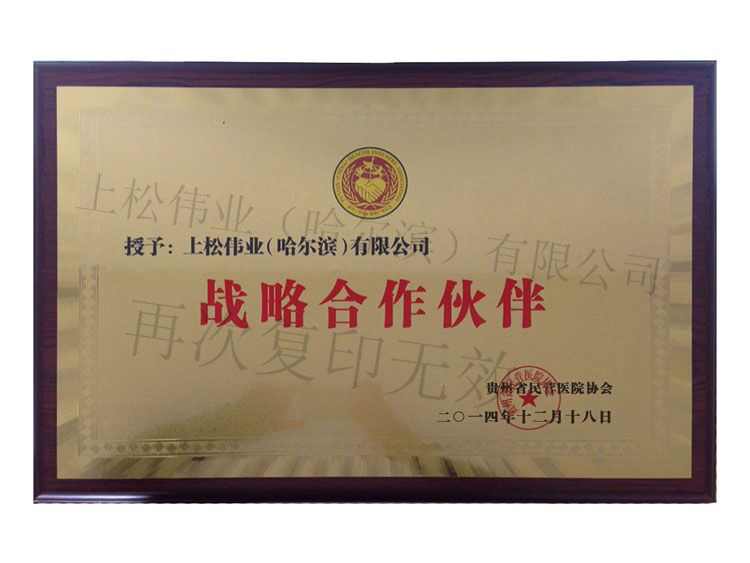 授予：上松伟业（哈尔滨）有限公司
战略合作伙伴
贵州省民营医院协会
二〇一四年十二月十八日
上松伟业（哈尔滨）有限公司
再次复印无效